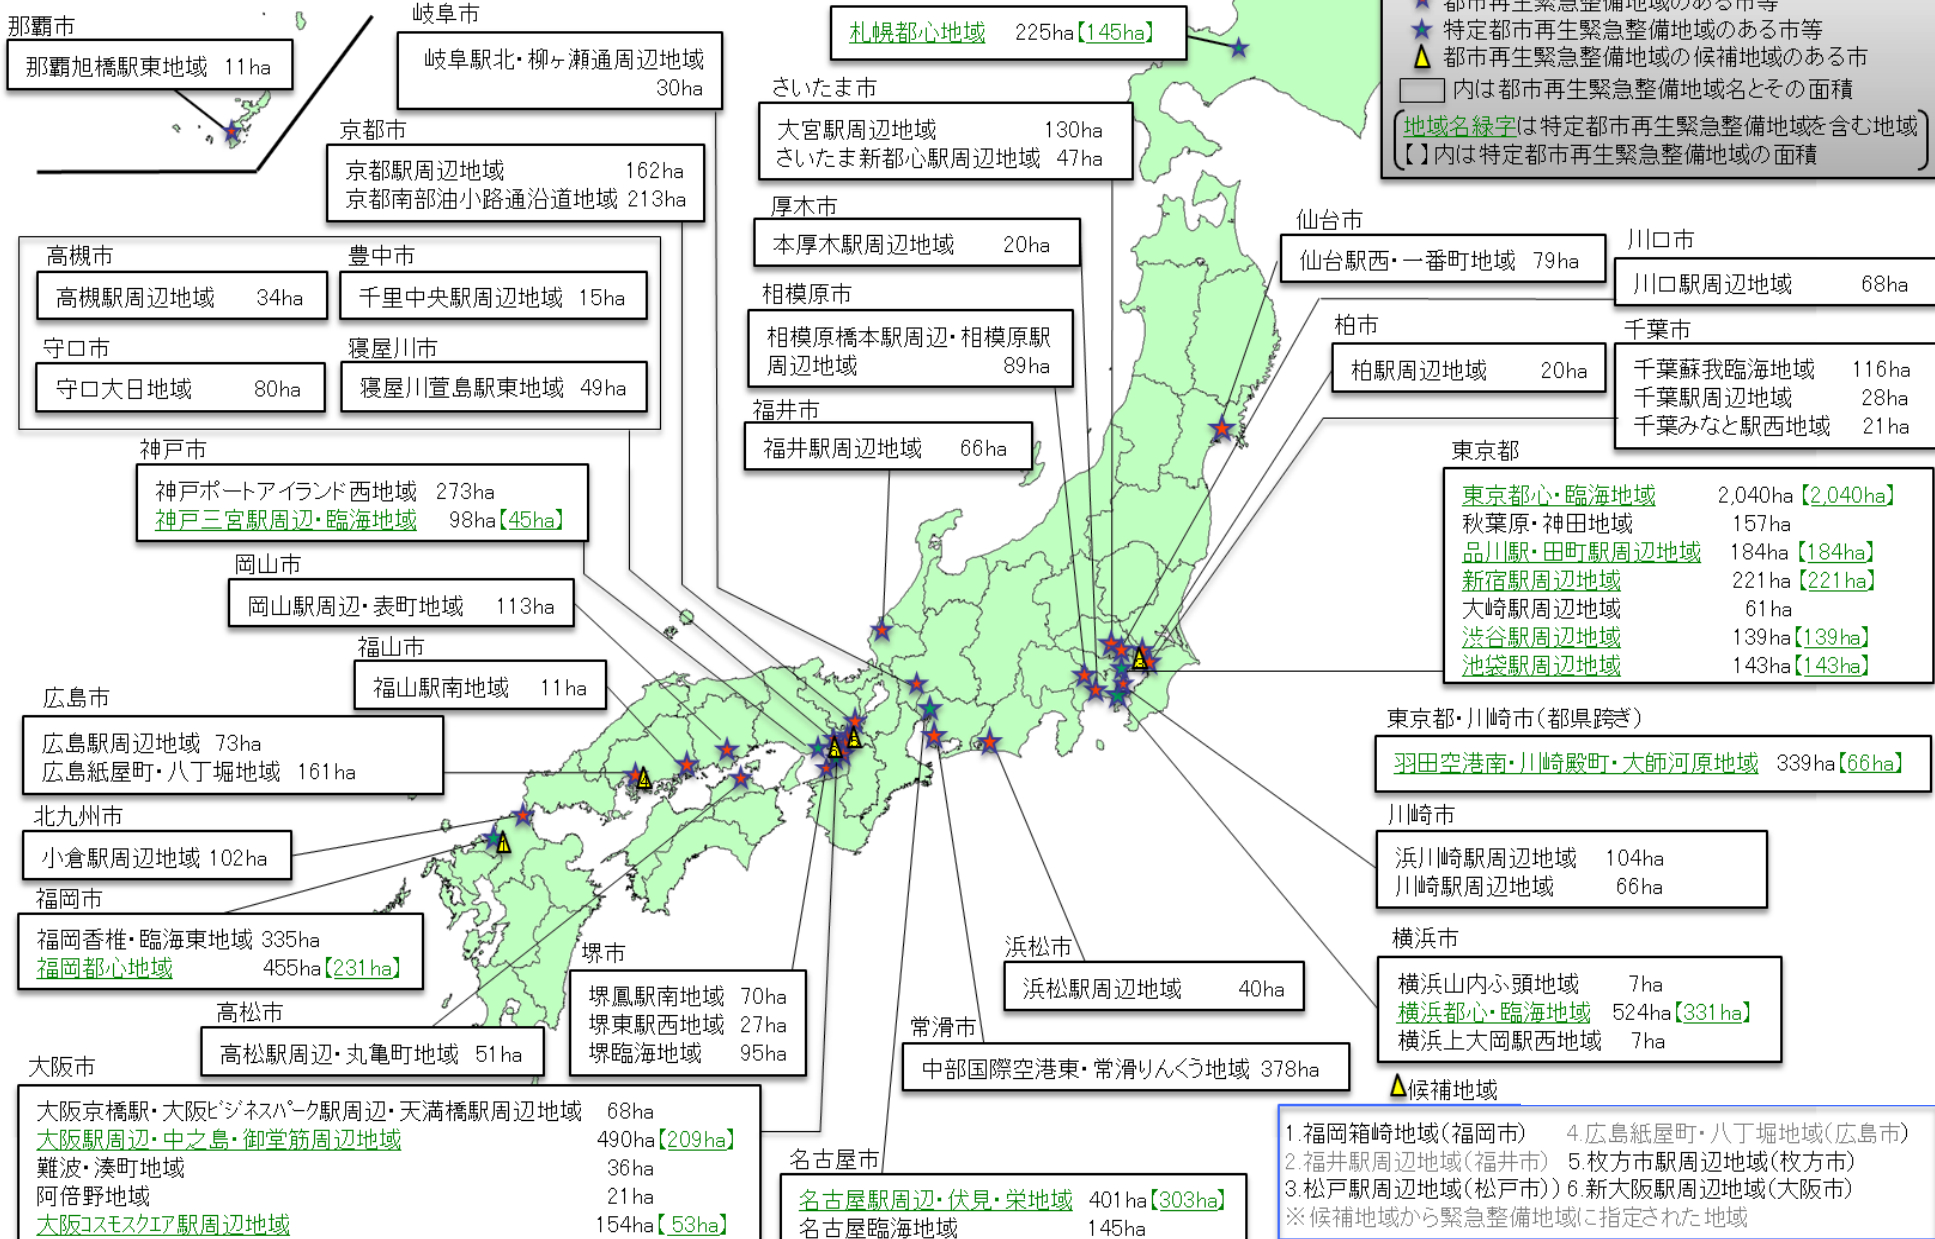 那覇市
那覇旭橋駅東地域 11ha
岐阜市
岐阜駅北・柳ヶ瀬通周辺地域
30ha
札幌都心地域 225ha【145ha】
都市再生緊急整備地域のある市等
特定都市再生緊急整備地域のある市等
都市再生緊急整備地域の候補地域のある市
内は都市再生緊急整備地域名とその面積
地域名緑字は特定都市再生緊急整備地域を含む地域
【】内は特定都市再生緊急整備地域の面積
京都市
京都駅周辺地域 162ha
京都南部油小路通沿道地域 213ha
さいたま市
大宮駅周辺地域 130ha
さいたま新都心駅周辺地域 47ha
厚木市
本厚木駅周辺地域 20ha
仙台市
仙台駅西・一番町地域 79ha
川口市
川口駅周辺地域 68ha
高槻市
高槻駅周辺地域 34ha
豊中市
千里中央駅周辺地域 15ha
守口市
守口大日地域 80ha
寝屋川市
寝屋川萱島駅東地域 49ha
相模原市
相模原橋本駅周辺・相模原駅
周辺地域 89ha
柏市
柏駅周辺地域 20ha
千葉市
千葉蘇我臨海地域 116ha
千葉駅周辺地域 28ha
千葉みなと駅西地域 21ha
福井市
福井駅周辺地域 66ha
神戸市
神戸ポートアイランド西地域 273ha
神戸三宮駅周辺・臨海地域 98ha【45ha】
東京都
東京都心・臨海地域 2,040ha【2,040ha】
秋葉原・神田地域 157ha
品川駅・田町駅周辺地域 184ha【184ha】
新宿駅周辺地域 221ha【221ha】
大崎駅周辺地域 61ha
渋谷駅周辺地域 139ha【139ha】
池袋駅周辺地域 143ha【143ha】
岡山市
岡山駅周辺・表町地域 113ha
福山市
福山駅南地域 11ha
広島市
広島駅周辺地域 73ha
広島紙屋町・八丁堀地域 161ha
東京都・川崎市(都県跨ぎ)
羽田空港南・川崎殿町・大師河原地域 339ha【66ha】
北九州市
小倉駅周辺地域 102ha
川崎市
浜川崎駅周辺地域 104ha
川崎駅周辺地域 66ha
福岡市
福岡香椎・臨海東地域 335ha
福岡都心地域 455ha【231ha】
横浜市
横浜山内ふ頭地域 7ha
横浜都心・臨海地域 524ha【331ha】
横浜上大岡駅西地域 7ha
堺市
堺鳳駅南地域 70ha
堺東駅西地域 27ha
堺臨海地域 95ha
浜松市
浜松駅周辺地域 40ha
高松市
高松駅周辺・丸亀町地域 51ha
常滑市
中部国際空港東・常滑りんくう地域 378ha
大阪市
大阪京橋駅・大阪ビジネスパーク駅周辺・天満橋駅周辺地域 68ha
大阪駅周辺・中之島・御堂筋周辺地域 490ha【209ha】
難波・湊町地域 36ha
阿倍野地域 21ha
大阪コスモスクエア駅周辺地域 154ha【53ha】
名古屋市
名古屋駅周辺・伏見・栄地域 401ha【303ha】
名古屋臨海地域 145ha
候補地域
1.福岡箱崎地域(福岡市) 4.広島紙屋町・八丁堀地域(広島市)
2.福井駅周辺地域(福井市) 5.枚方市駅周辺地域(枚方市)
3.松戸駅周辺地域(松戸市)) 6.新大阪駅周辺地域(大阪市)
※候補地域から緊急整備地域に指定された地域